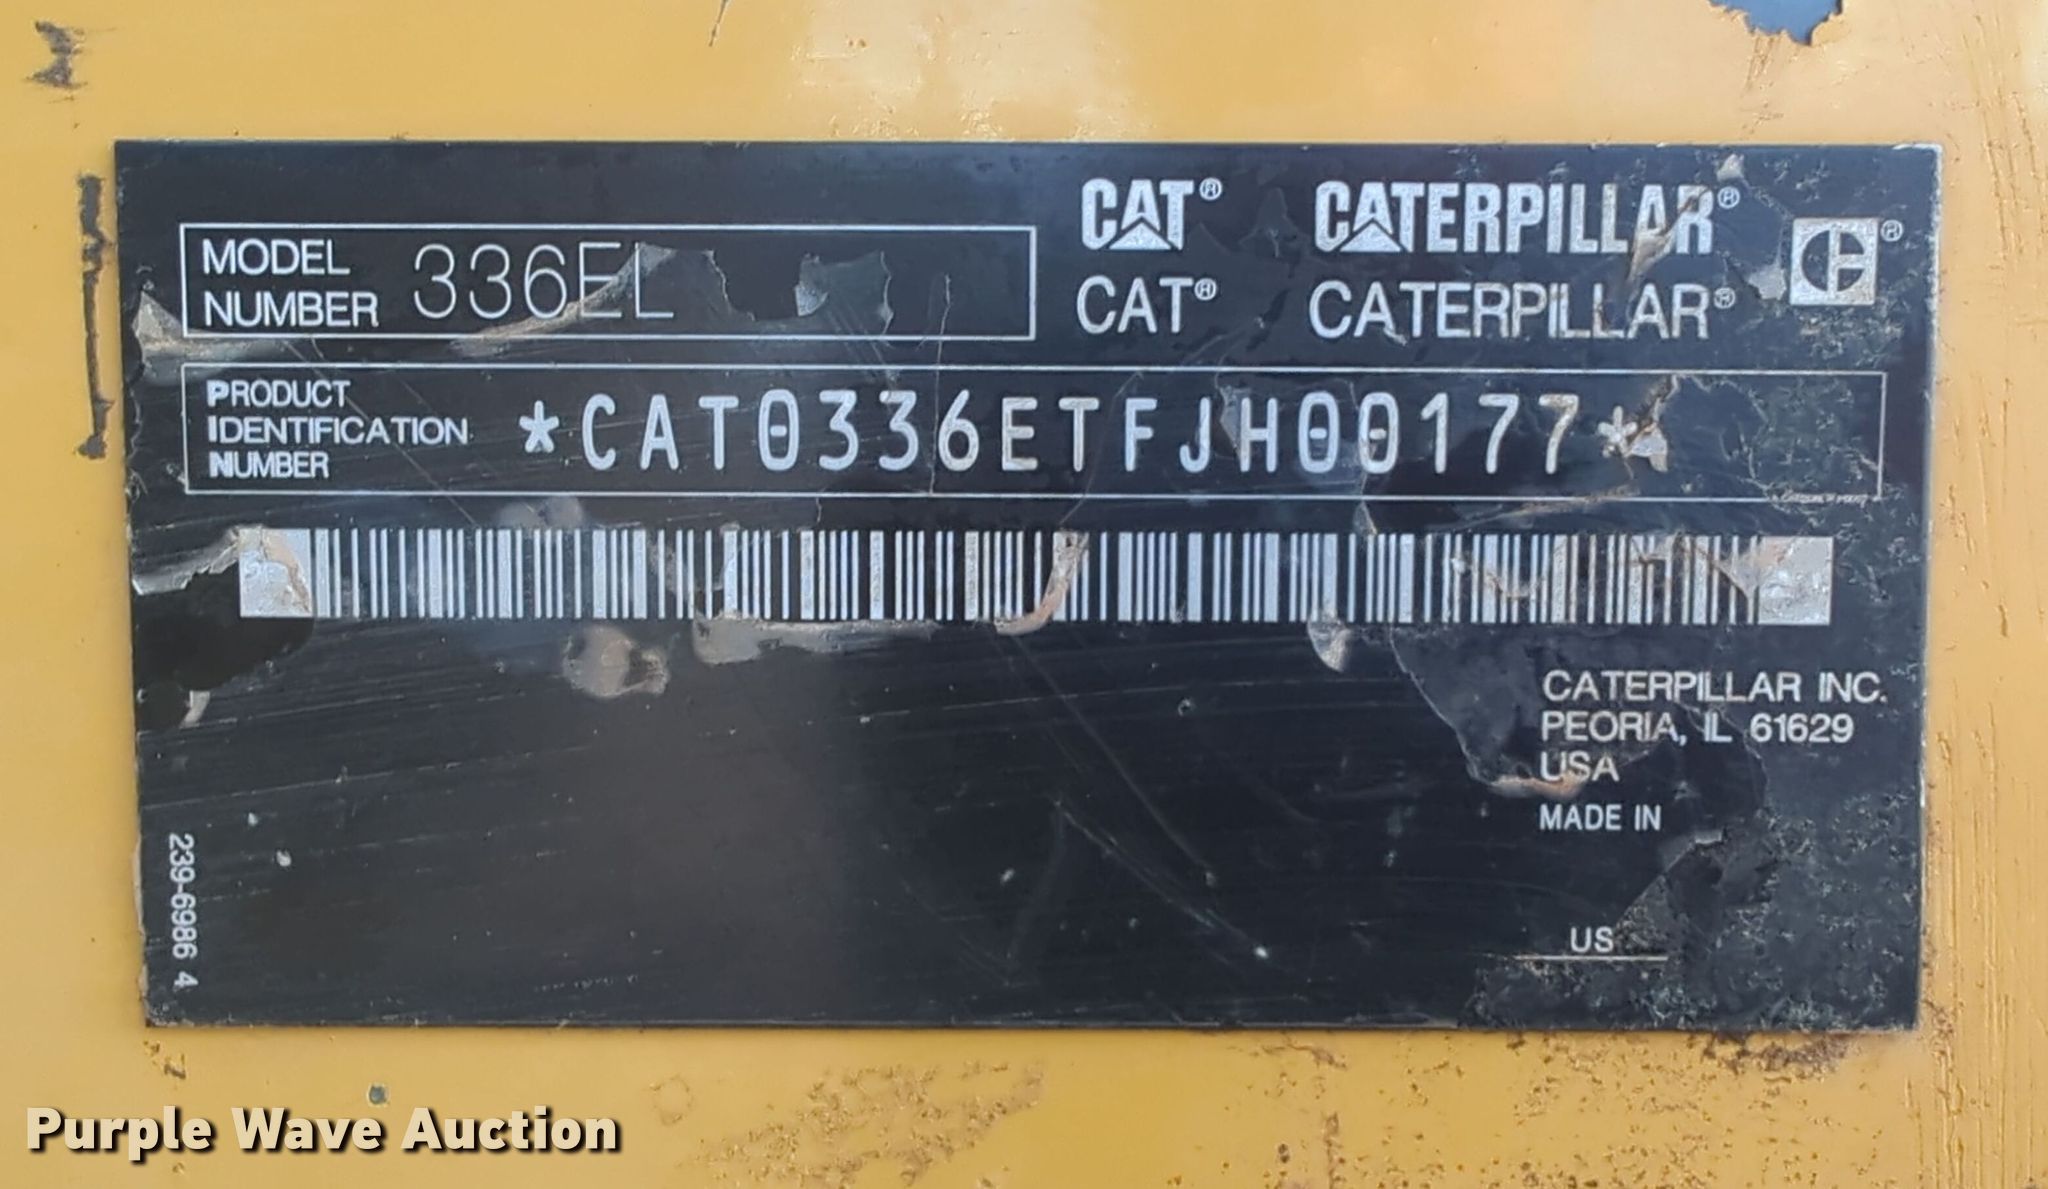 MODEL
NUMBER 336EL
CAT® CATERPILLAR®
CAT® CATERPILLAR®
PRODUCT
IDENTIFICATION
NUMBER
*CAT0336ETFJH00177*
CATERPILLAR INC.
PEORIA, IL 61629
USA
MADE IN
US
239-6986 4
Purple Wave Auction